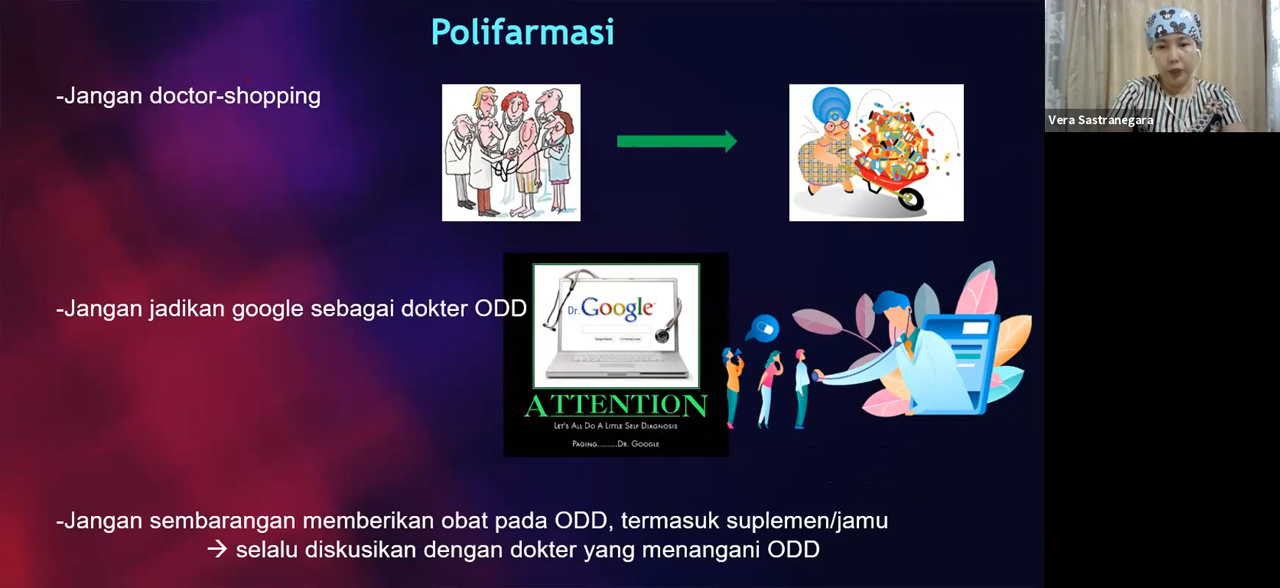 Polifarmasi
-Jangan doctor-shopping
Vera Sastranegara
-Jangan jadikan google sebagai dokter ODD
Dr. Google
ATTENTION
LET'S ALL DO A LITTLE SELF DIAGNOSIS
PAGING..........DR. GOOGLE
-Jangan sembarangan memberikan obat pada ODD, termasuk suplemen/jamu
→ selalu diskusikan dengan dokter yang menangani ODD